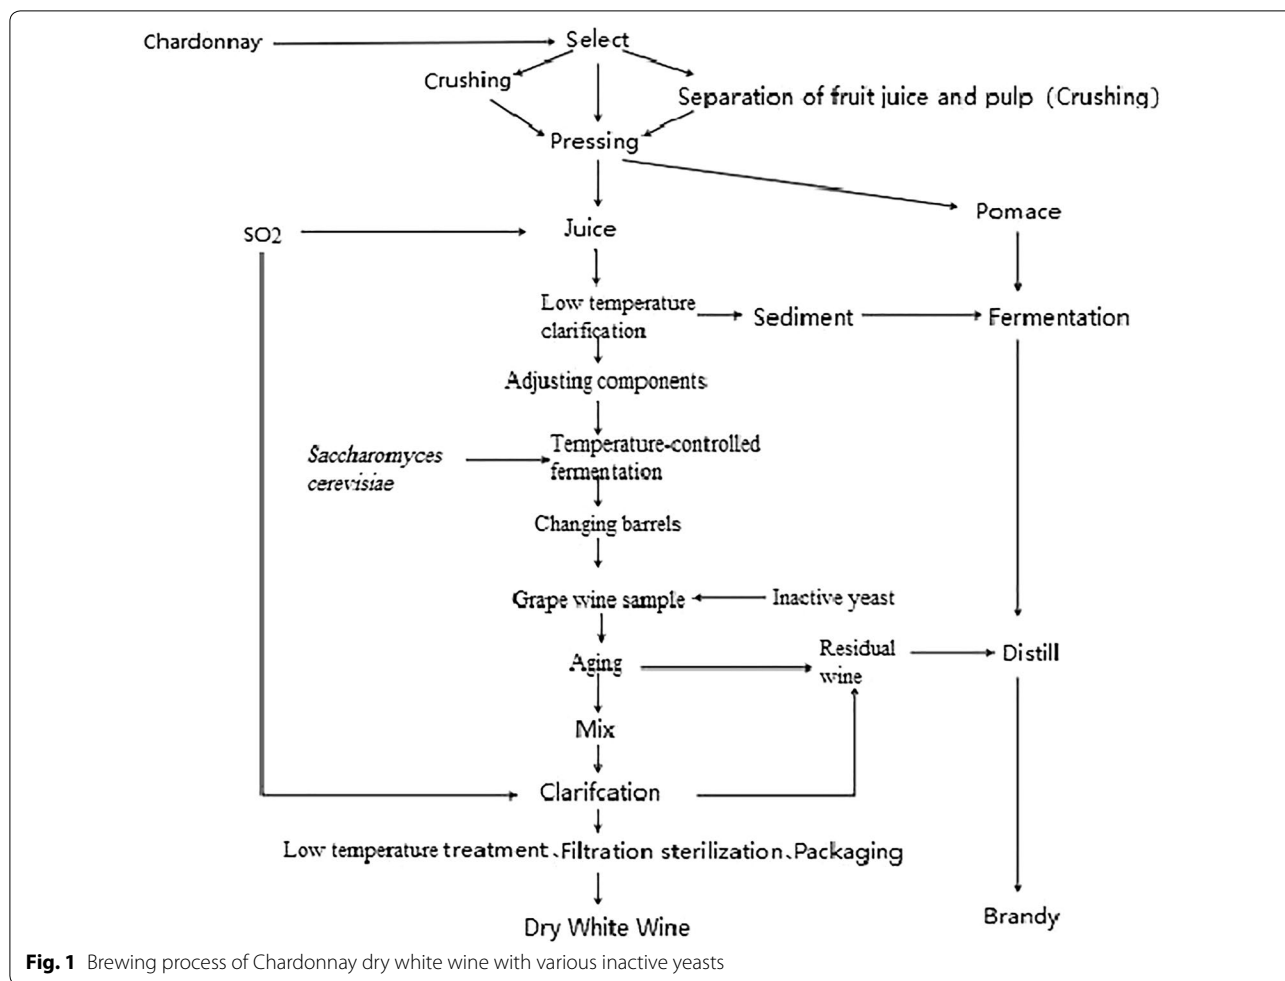 Chardonnay
Select
Crushing
Separation of fruit juice and pulp (Crushing)
Pressing
Pomace
SO2
Juice
Low temperature
clarification
Sediment
Fermentation
Adjusting components
Saccharomyces
cerevisiae
Temperature-controlled
fermentation
Changing barrels
Grape wine sample
Inactive yeast
Aging
Residual
wine
Distill
Mix
Clarifcation
Low temperature treatment、Filtration sterilization、Packaging
Dry White Wine
Brandy
Fig. 1 Brewing process of Chardonnay dry white wine with various inactive yeasts